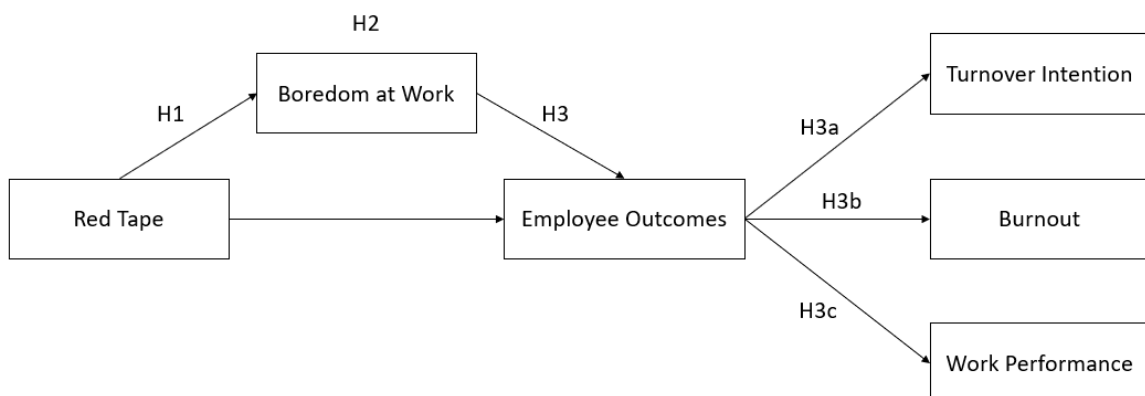 H2
Boredom at Work
Turnover Intention
H1
H3
H3a
Red Tape
Employee Outcomes
H3b
Burnout
H3c
Work Performance